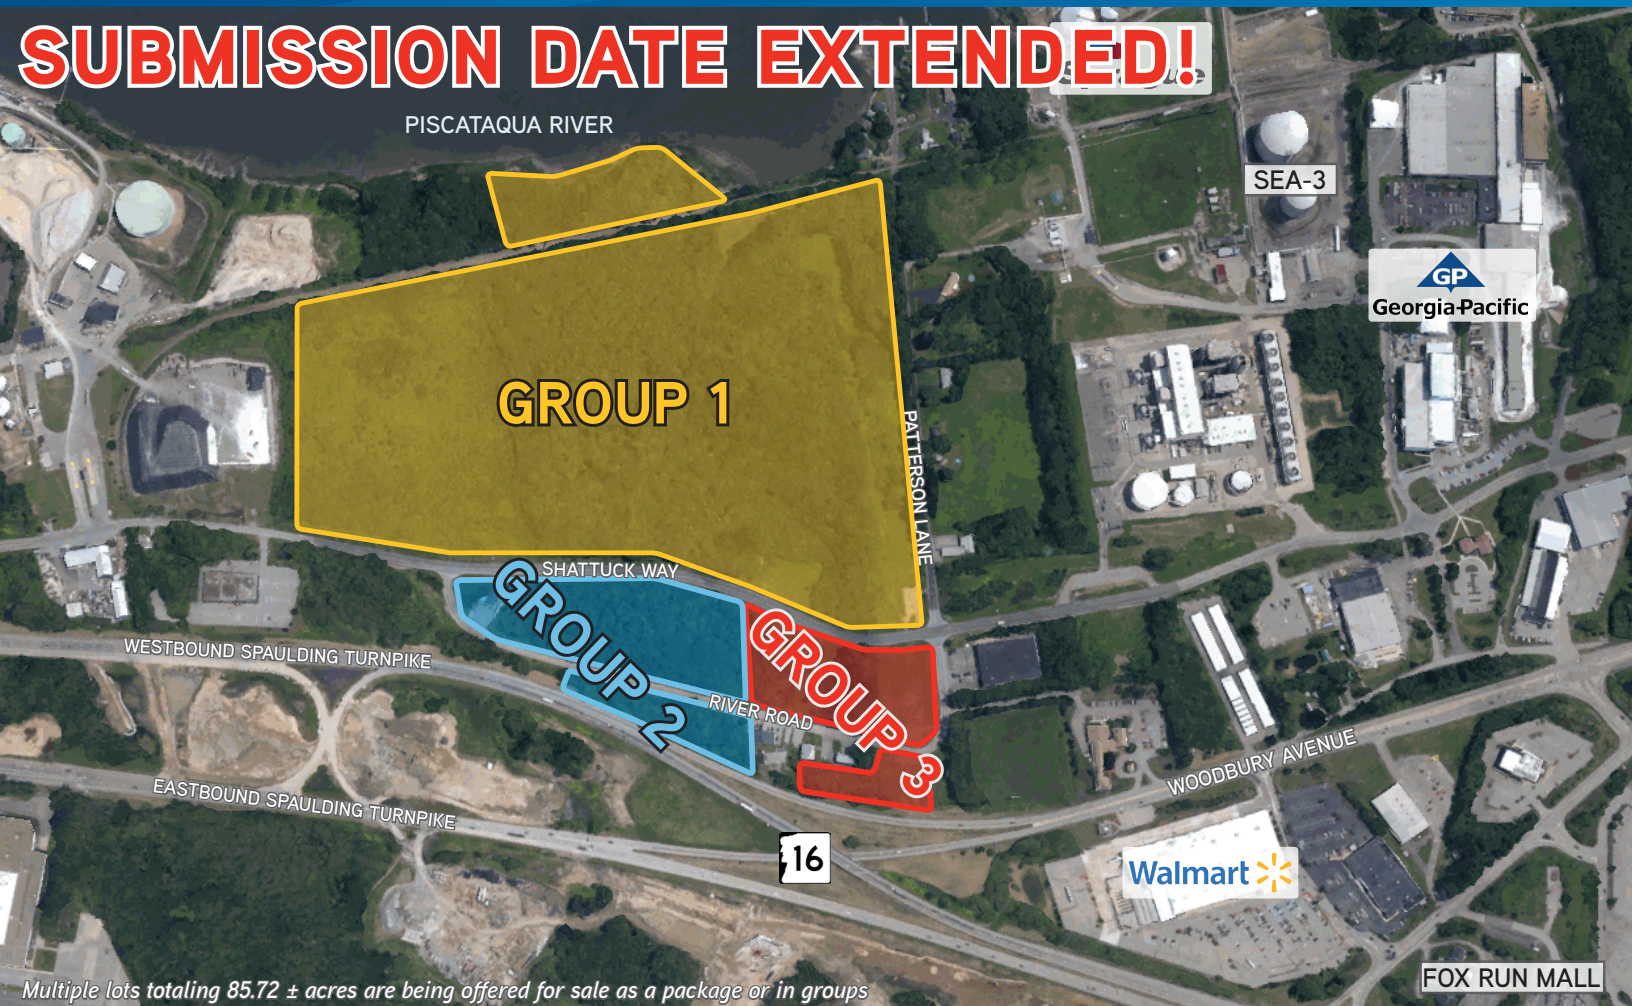 SUBMISSION DATE EXTENDED!
PISCATAQUA RIVER
SEA-3
GP
Georgia-Pacific
GROUP 1
PATTERSON LANE
SHATTUCK WAY
GROUP 2
GROUP 3
RIVER ROAD
WESTBOUND SPAULDING TURNPIKE
EASTBOUND SPAULDING TURNPIKE
WOODBURY AVENUE
16
Walmart
FOX RUN MALL
Multiple lots totaling 85.72 ± acres are being offered for sale as a package or in groups